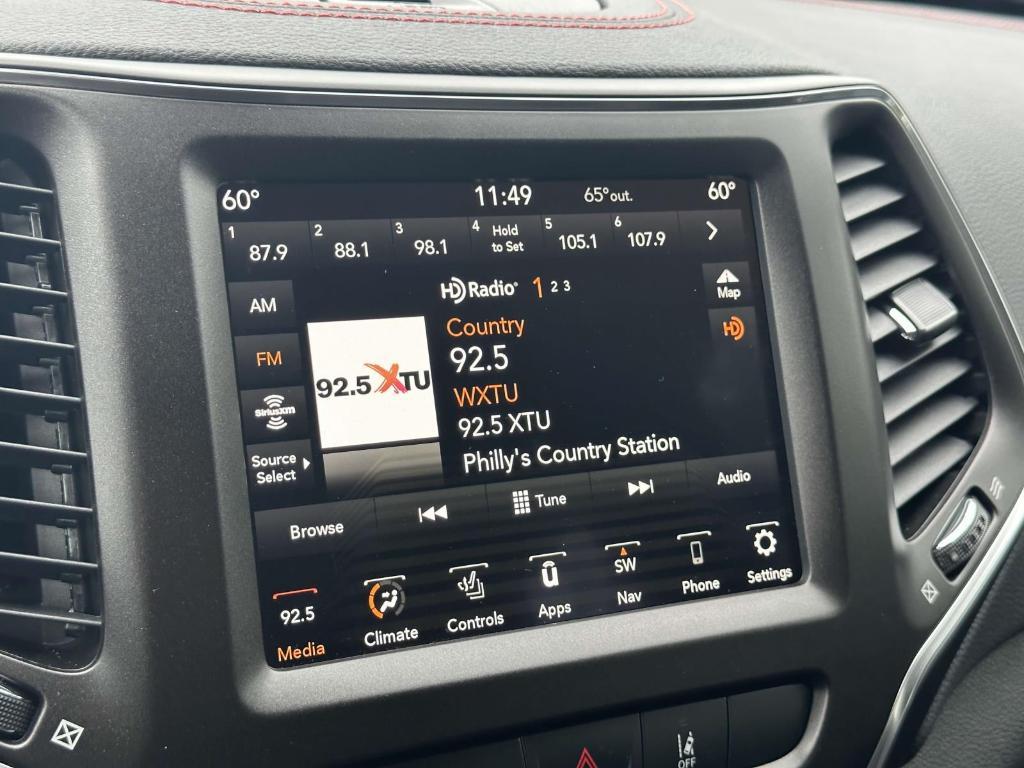 60° 11:49 65°out. 60°
1 87.9 2 88.1 3 98.1 4 Hold to Set 5 105.1 6 107.9
HD Radio 1 2 3
Map
AM
Country
HD
FM
92.5
92.5 XTU
WXTU
SiriusXM
92.5 XTU
Source
Select
Philly's Country Station
Browse Tune Audio
92.5 SW
Media Climate Controls Apps Nav Phone Settings
OFF